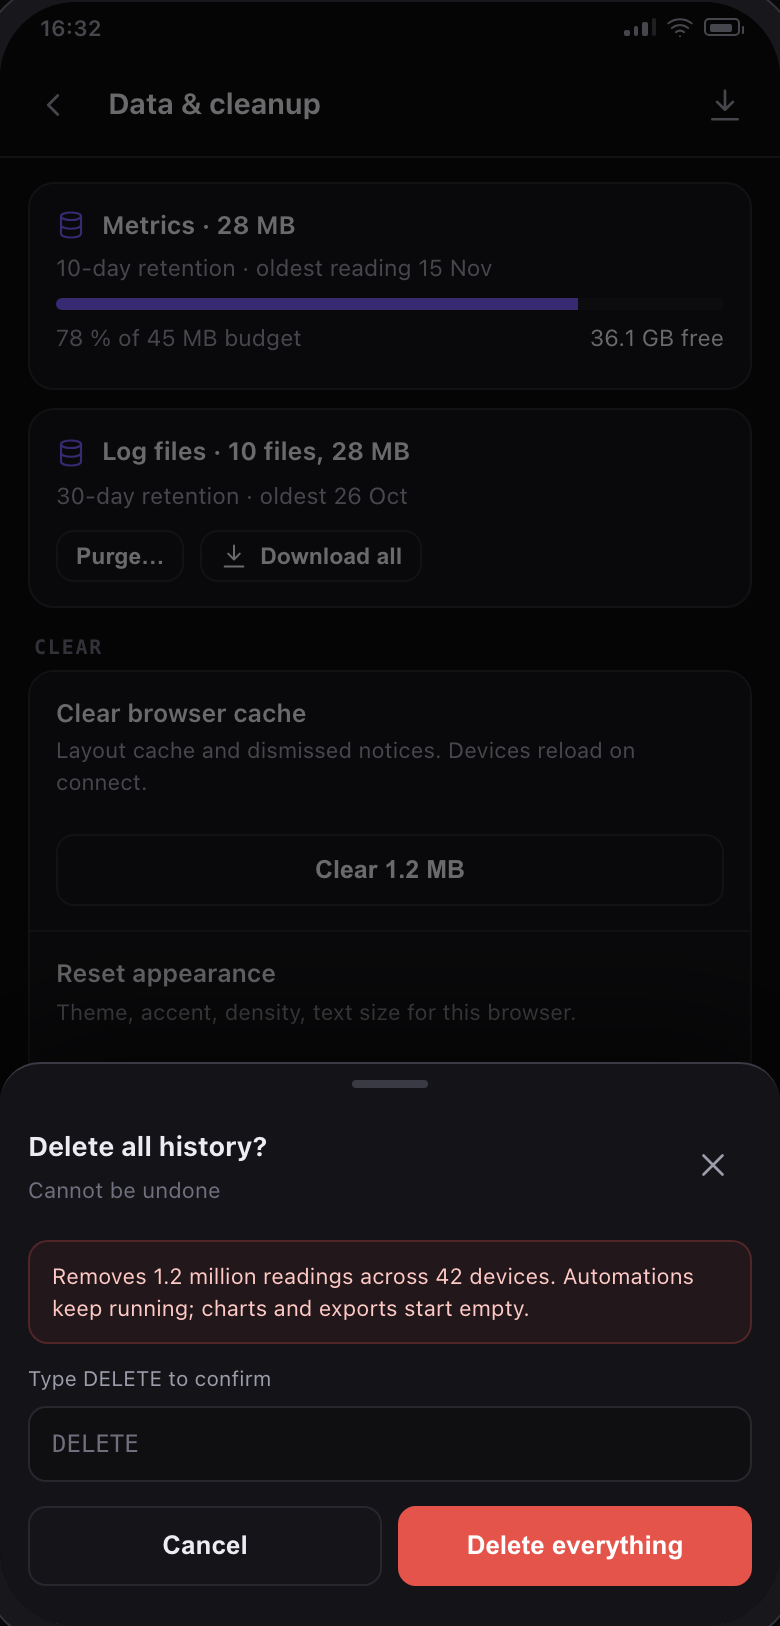 16:32
Data & cleanup
Metrics · 28 MB
10-day retention · oldest reading 15 Nov
78 % of 45 MB budget
36.1 GB free
Log files · 10 files, 28 MB
30-day retention · oldest 26 Oct
Purge...
Download all
CLEAR
Clear browser cache
Layout cache and dismissed notices. Devices reload on
connect.
Clear 1.2 MB
Reset appearance
Theme, accent, density, text size for this browser.
Delete all history?
Cannot be undone
Removes 1.2 million readings across 42 devices. Automations
keep running; charts and exports start empty.
Type DELETE to confirm
DELETE
Cancel
Delete everything